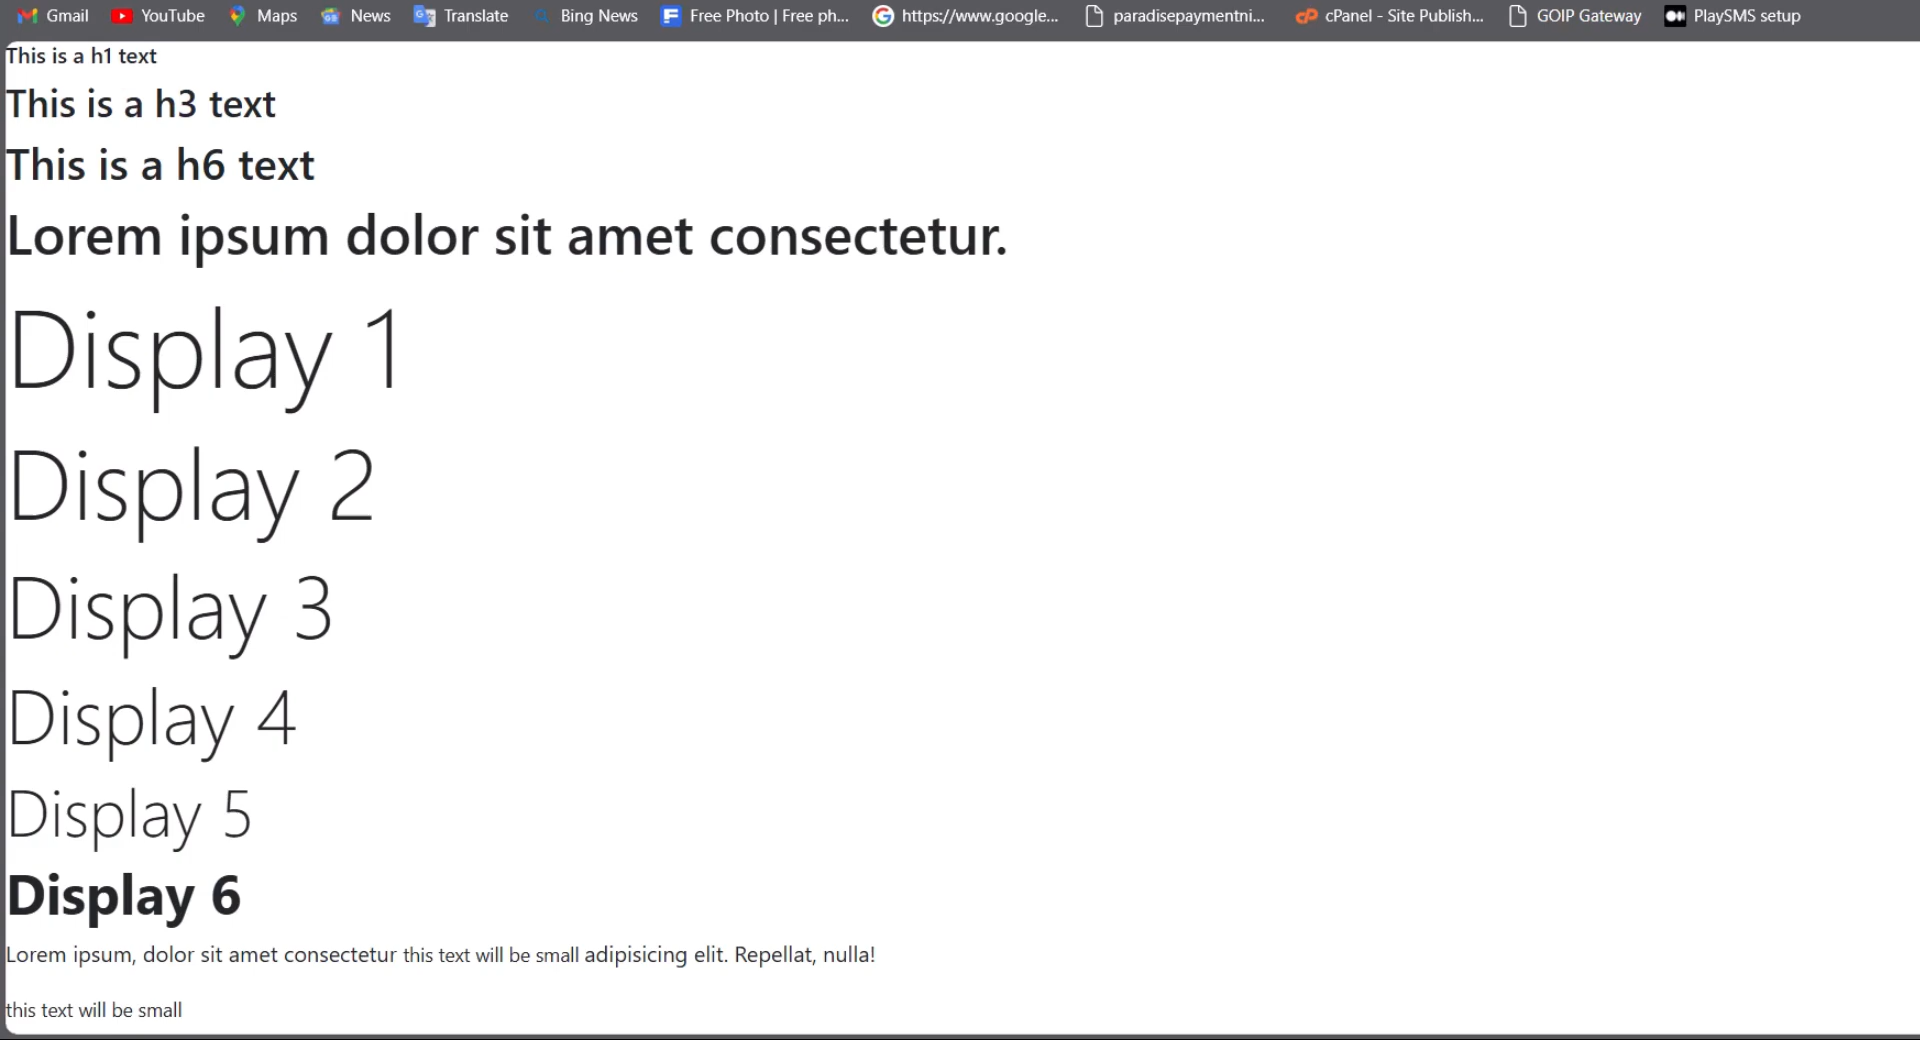 Gmail YouTube Maps News Translate Bing News Free Photo | Free ph... https://www.google... paradisepaymentni... cPanel - Site Publish... GOIP Gateway PlaySMS setup
This is a h1 text
This is a h3 text
This is a h6 text
Lorem ipsum dolor sit amet consectetur.
Display 1
Display 2
Display 3
Display 4
Display 5
Display 6
Lorem ipsum, dolor sit amet consectetur this text will be small adipisicing elit. Repellat, nulla!
this text will be small